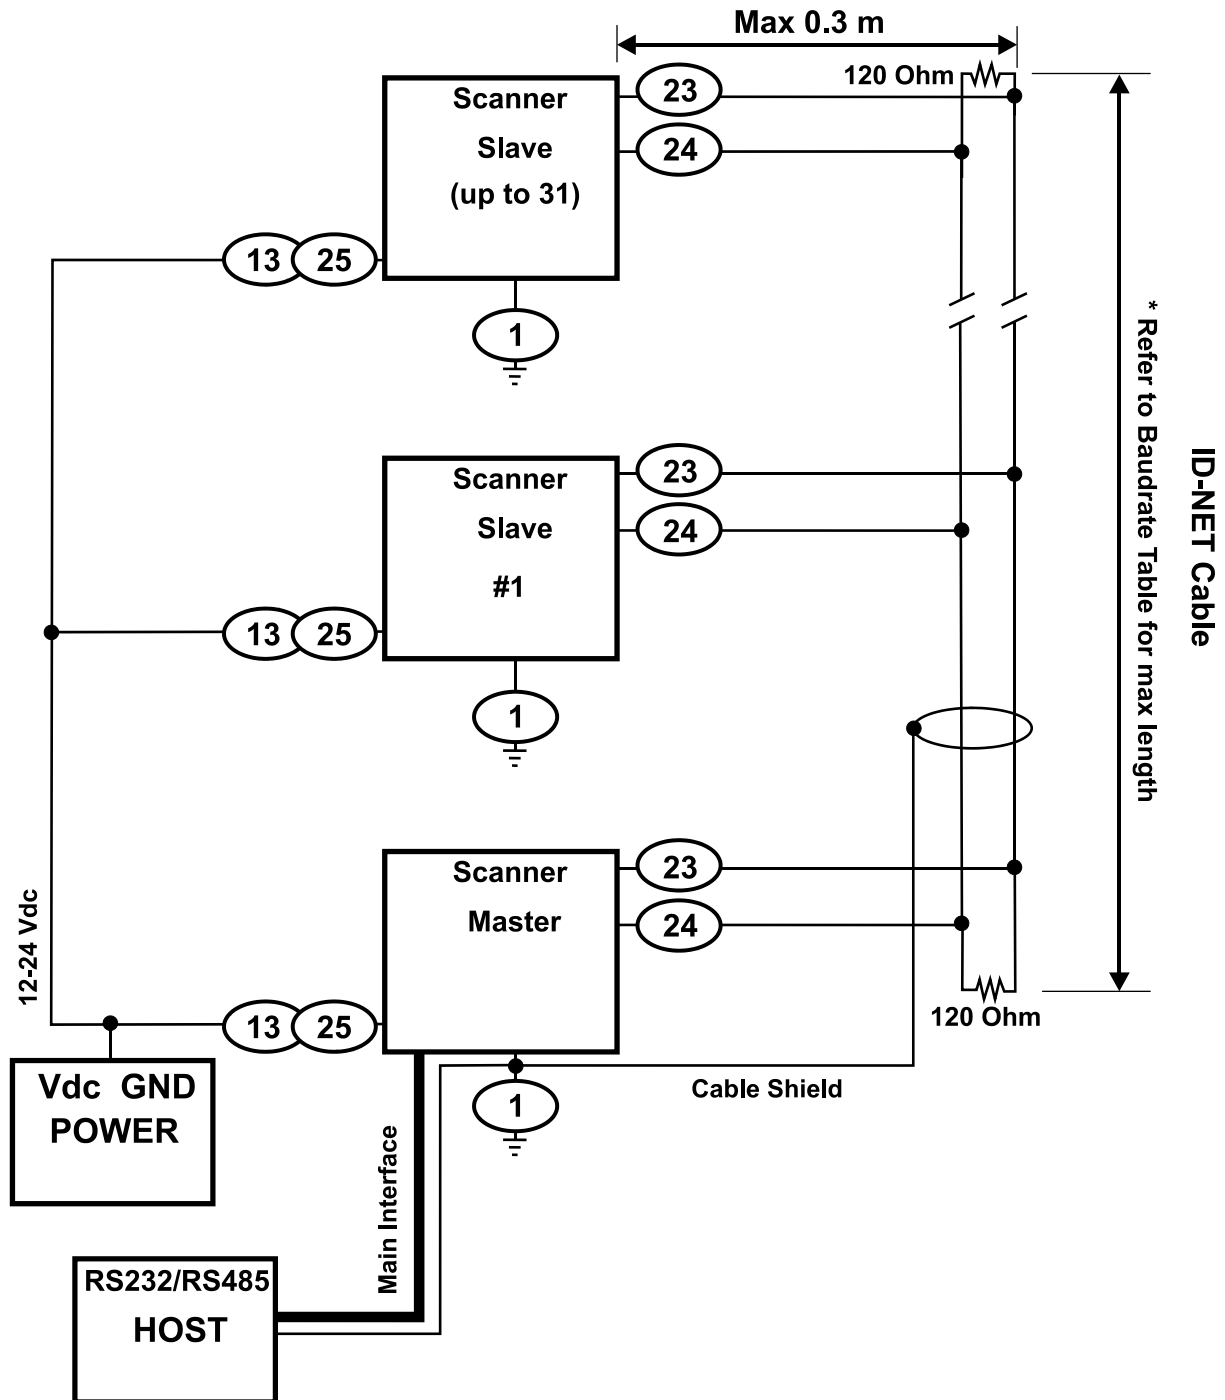 Max 0.3 m
120 Ohm
Scanner
Slave
(up to 31)
23
24
13
25
1
Scanner
Slave
#1
23
24
13
25
1
Scanner
Master
23
24
13
25
1
120 Ohm
12-24 Vdc
Vdc GND
POWER
Cable Shield
Main Interface
RS232/RS485
HOST
* Refer to Baudrate Table for max length
ID-NET Cable